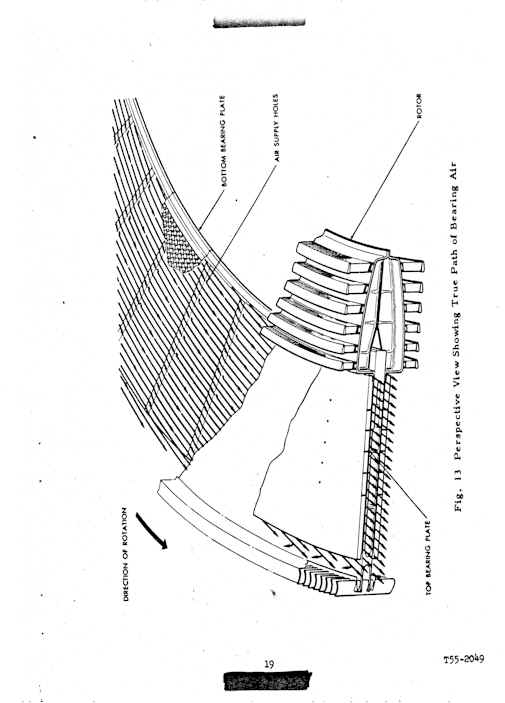 BOTTOM BEARING PLATE
AIR SUPPLY HOLES
ROTOR
DIRECTION OF ROTATION
TOP BEARING PLATE
Fig. 13 Perspective View Showing True Path of Bearing Air
19
T55-2049